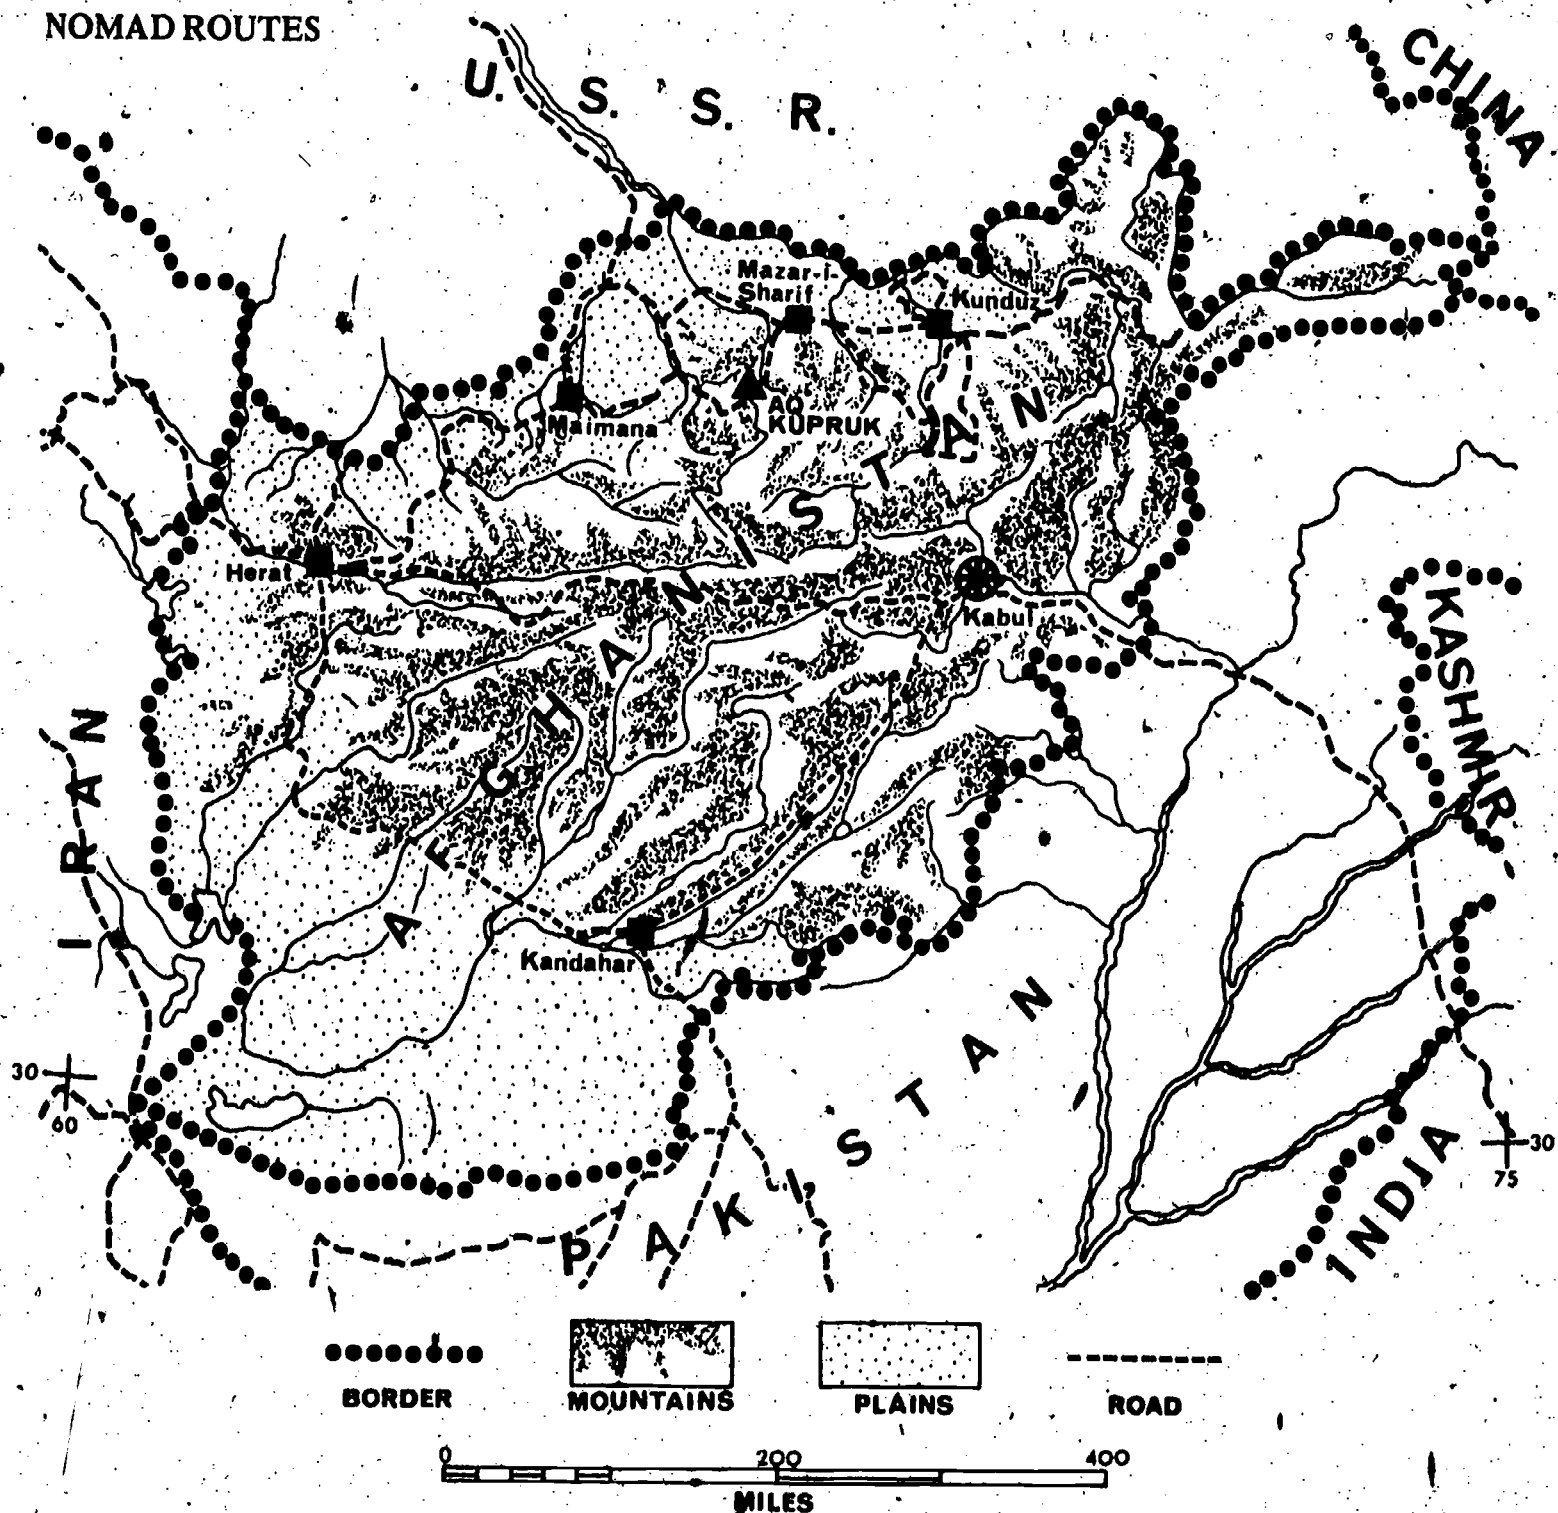 NOMAD ROUTES
U. S. S. R.
CHINA
Mazar-i-
Sharif
Kunduz
Maimana
AQ
KUPRUK
Herat
Kabul
AFGHANISTAN
KASHMIR
IRAN
Kandahar
30
60
PAKISTAN
INDIA
30
75
BORDER
MOUNTAINS
PLAINS
ROAD
0 200 400
MILES